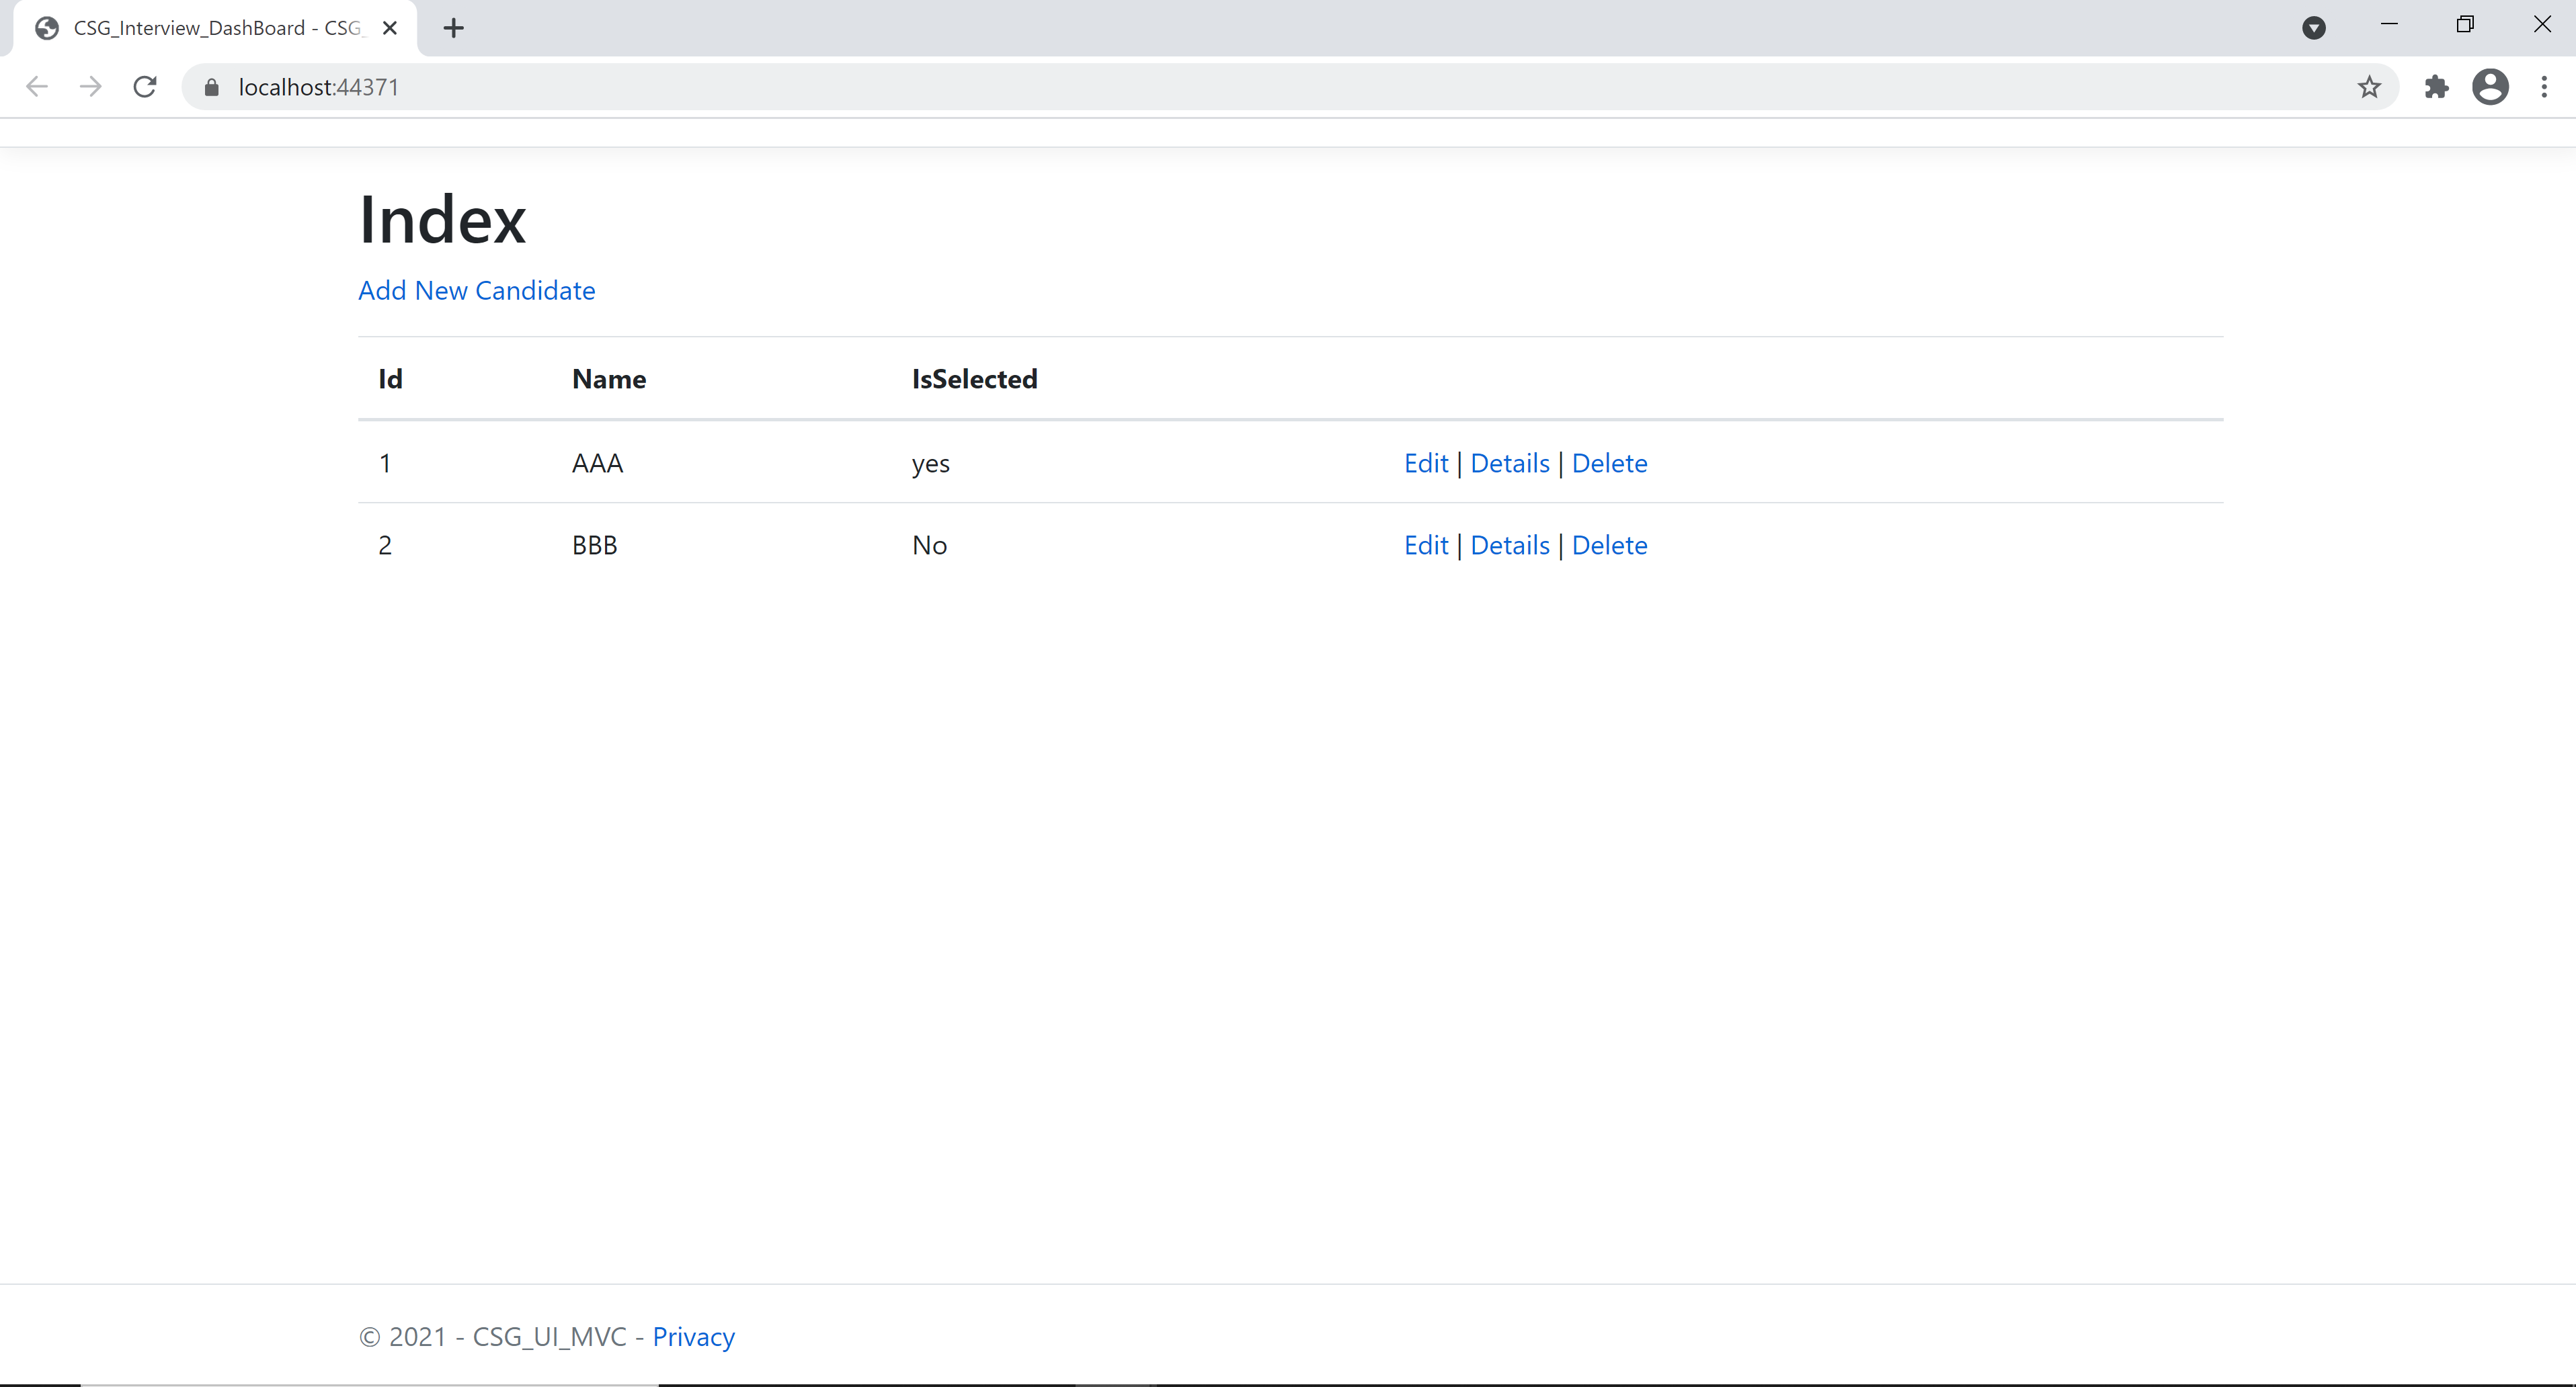 CSG_Interview_DashBoard - CSG_
localhost:44371
Index
Add New Candidate
Id Name IsSelected
1 AAA yes Edit | Details | Delete
2 BBB No Edit | Details | Delete
© 2021 - CSG_UI_MVC - Privacy